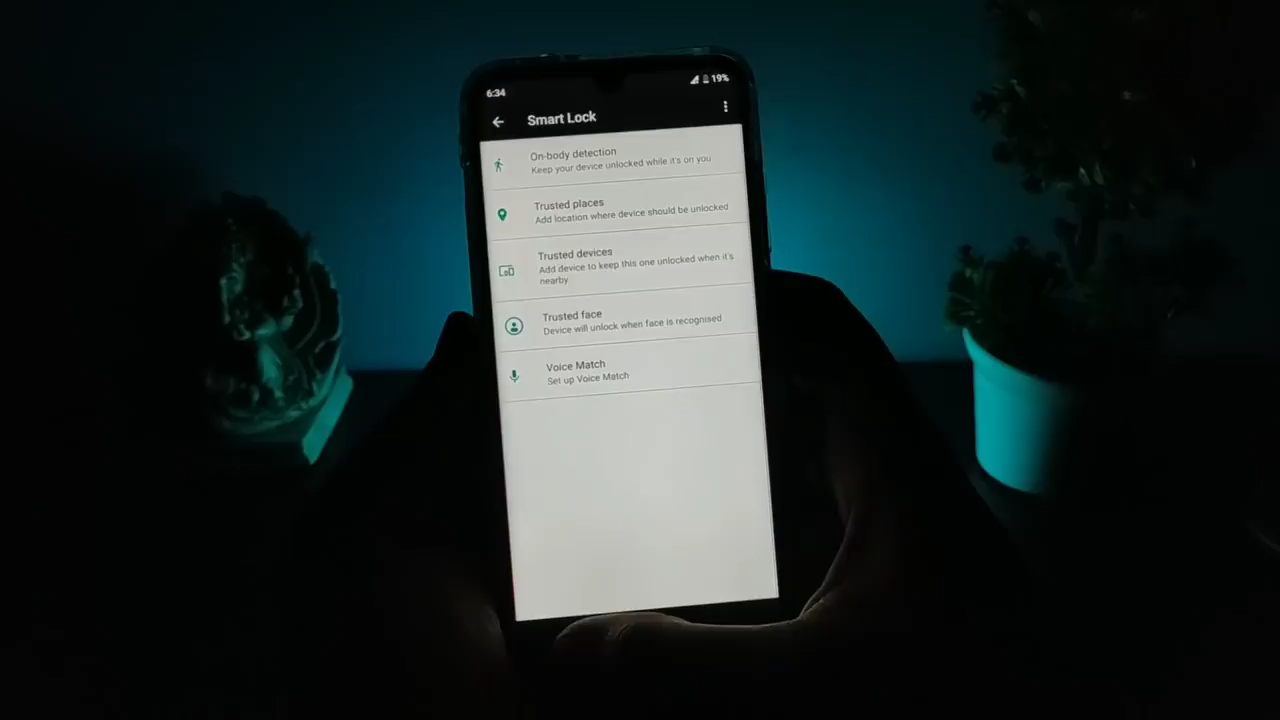 6:34
19%
Smart Lock
On-body detection
Keep your device unlocked while it's on you
Trusted places
Add location where device should be unlocked
Trusted devices
Add device to keep this one unlocked when it's
nearby
Trusted face
Device will unlock when face is recognised
Voice Match
Set up Voice Match